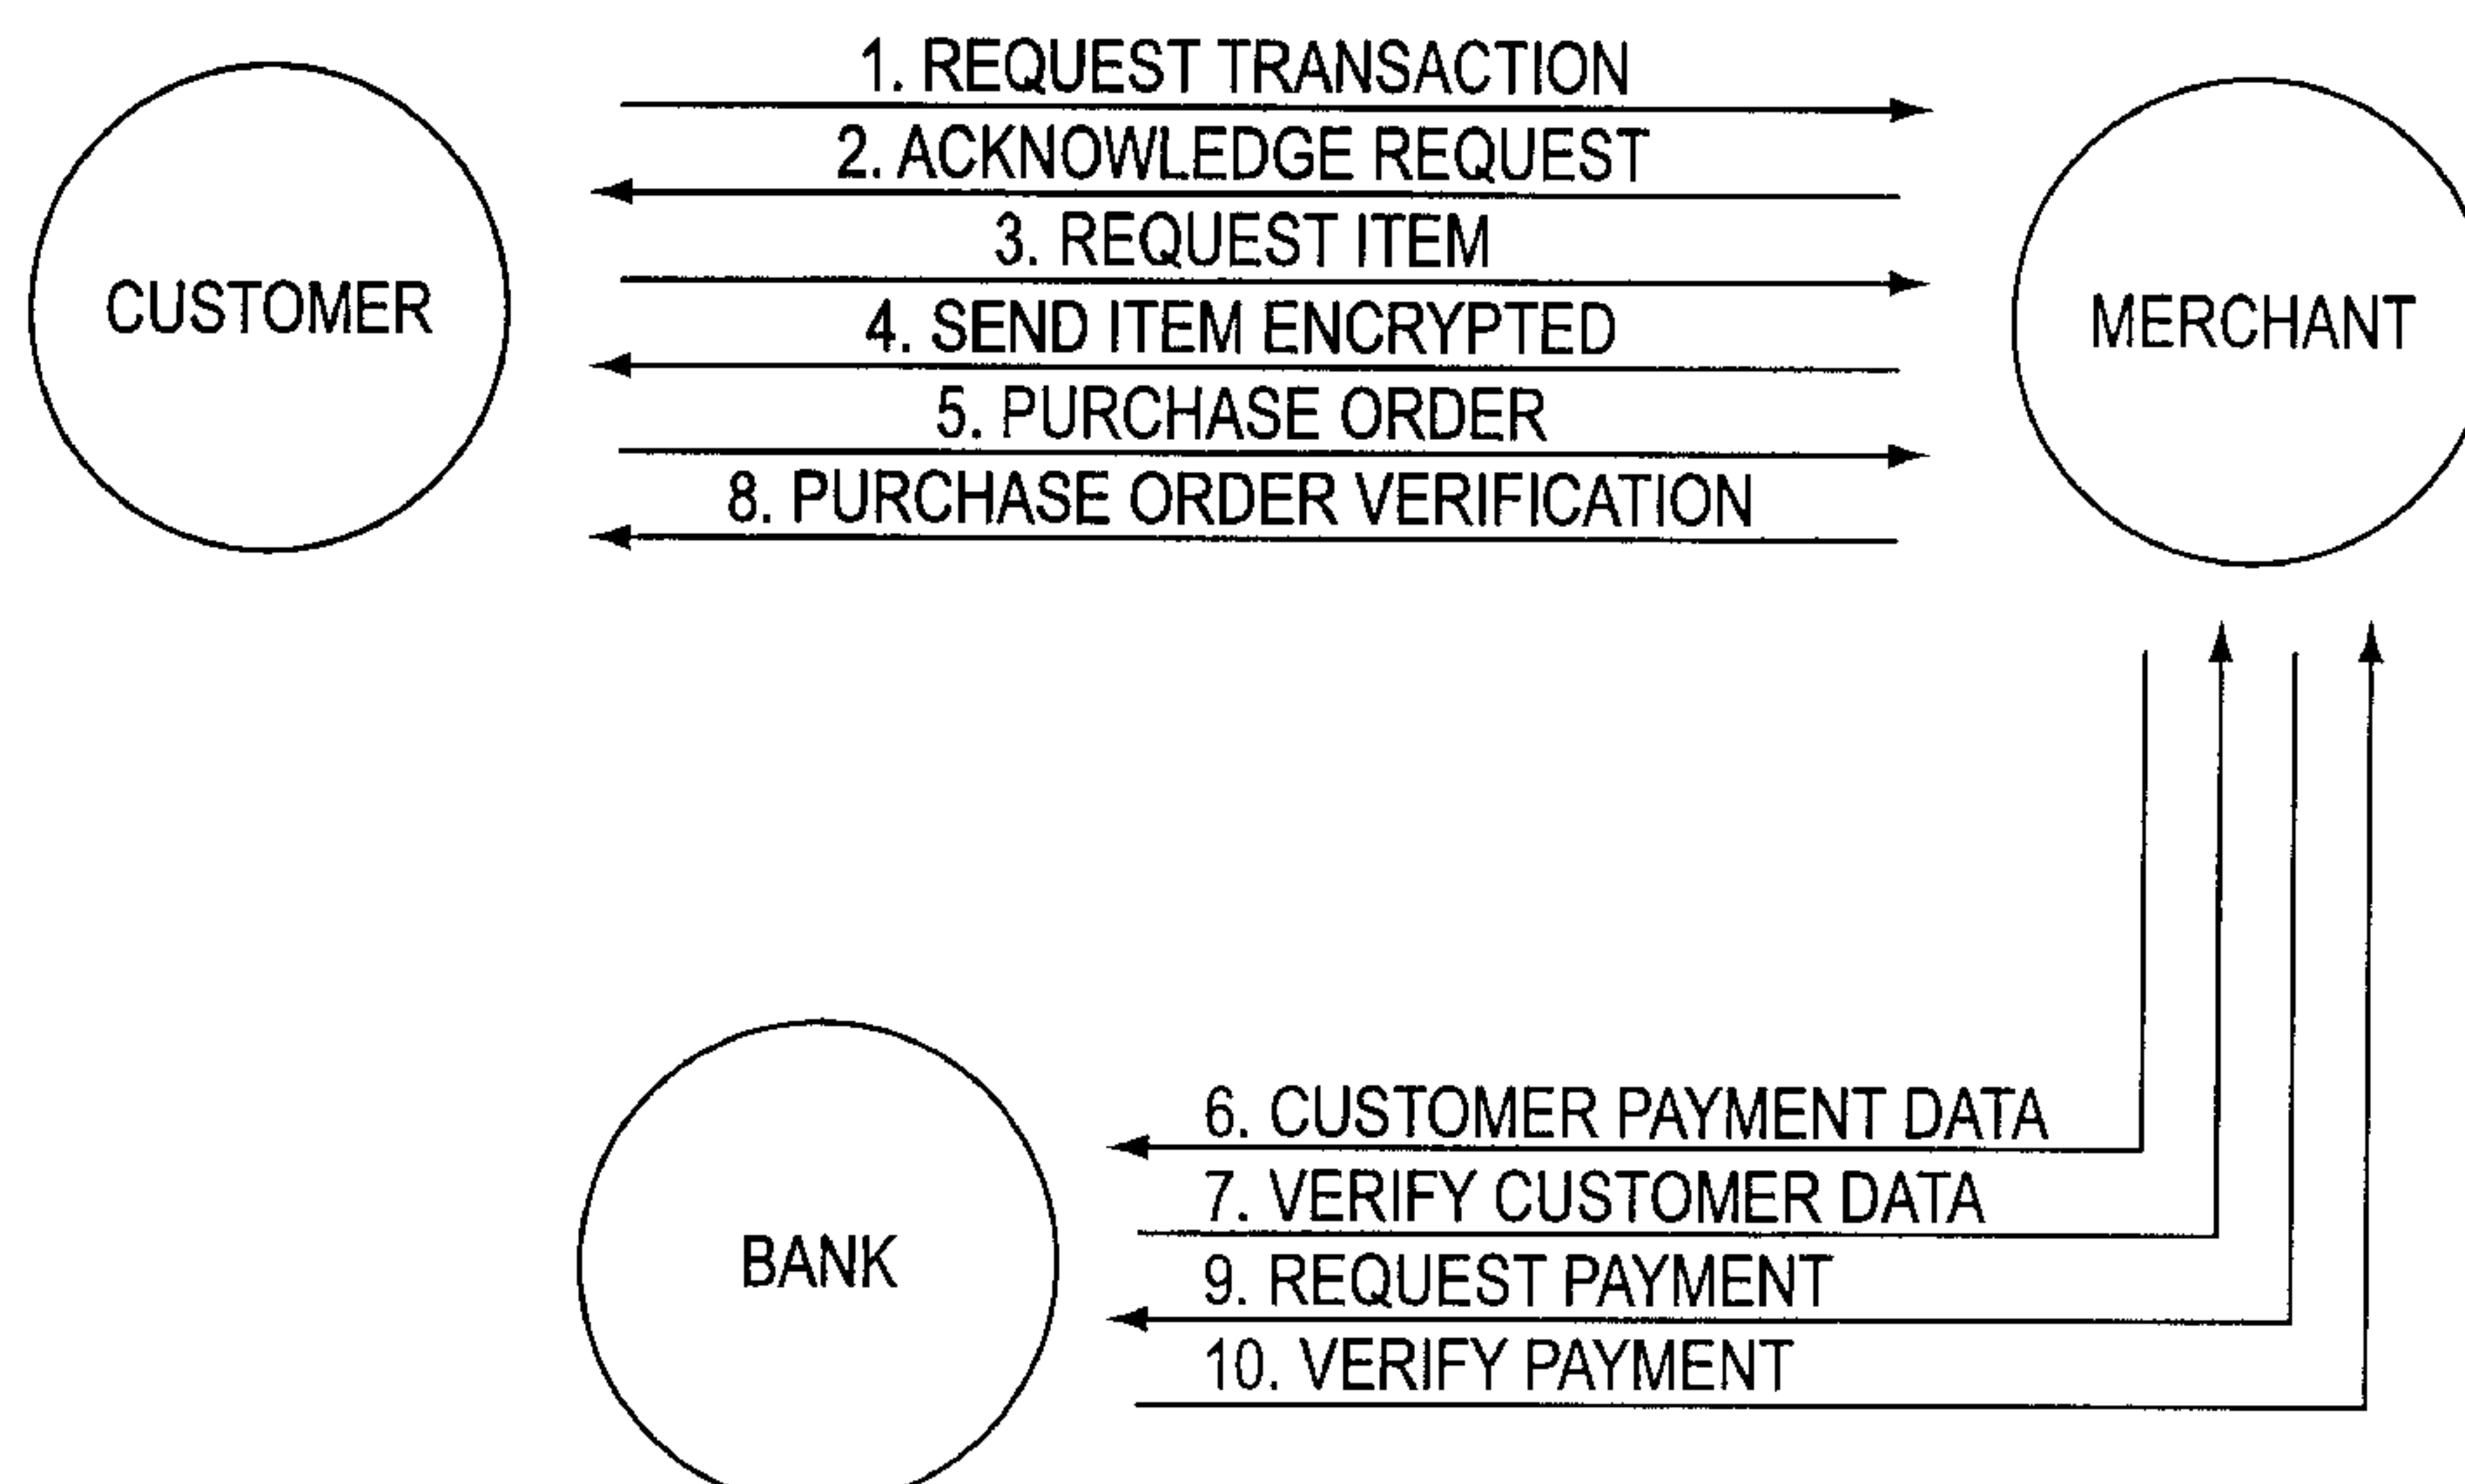 1. REQUEST TRANSACTION
2. ACKNOWLEDGE REQUEST
3. REQUEST ITEM
CUSTOMER
MERCHANT
4. SEND ITEM ENCRYPTED
5. PURCHASE ORDER
8. PURCHASE ORDER VERIFICATION
6. CUSTOMER PAYMENT DATA
7. VERIFY CUSTOMER DATA
BANK
9. REQUEST PAYMENT
10. VERIFY PAYMENT